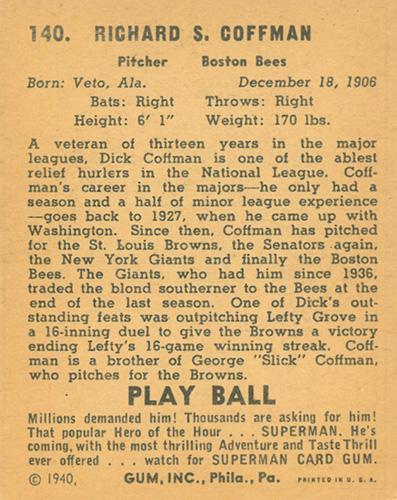 140. RICHARD S. COFFMAN
Pitcher Boston Bees
Born: Veto, Ala. December 18, 1906
Bats: Right Throws: Right
Height: 6' 1" Weight: 170 lbs.
A veteran of thirteen years in the major
leagues, Dick Coffman is one of the ablest
relief hurlers in the National League. Coff-
man's career in the majors—he only had a
season and a half of minor league experience
—goes back to 1927, when he came up with
Washington. Since then, Coffman has pitched
for the St. Louis Browns, the Senators again,
the New York Giants and finally the Boston
Bees. The Giants, who had him since 1936,
traded the blond southerner to the Bees at the
end of the last season. One of Dick's out-
standing feats was outpitching Lefty Grove in
a 16-inning duel to give the Browns a victory
ending Lefty's 16-game winning streak. Coff-
man is a brother of George "Slick" Coffman,
who pitches for the Browns.
PLAY BALL
Millions demanded him! Thousands are asking for him!
That popular Hero of the Hour . . . SUPERMAN. He's
coming, with the most thrilling Adventure and Taste Thrill
ever offered . . . watch for SUPERMAN CARD GUM.
© 1940, GUM, INC., Phila., Pa. PRINTED IN U. S. A.